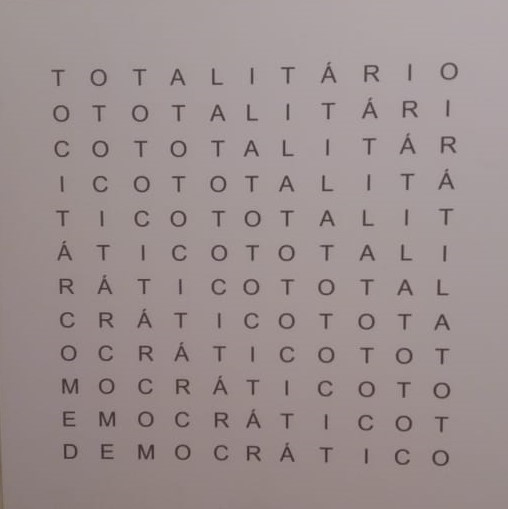 T O T A L I T Á R I O
O T O T A L I T Á R I
C O T O T A L I T Á R
I C O T O T A L I T Á
T I C O T O T A L I T
Á T I C O T O T A L I
R Á T I C O T O T A L
C R Á T I C O T O T A
O C R Á T I C O T O T
M O C R Á T I C O T O
E M O C R Á T I C O T
D E M O C R Á T I C O